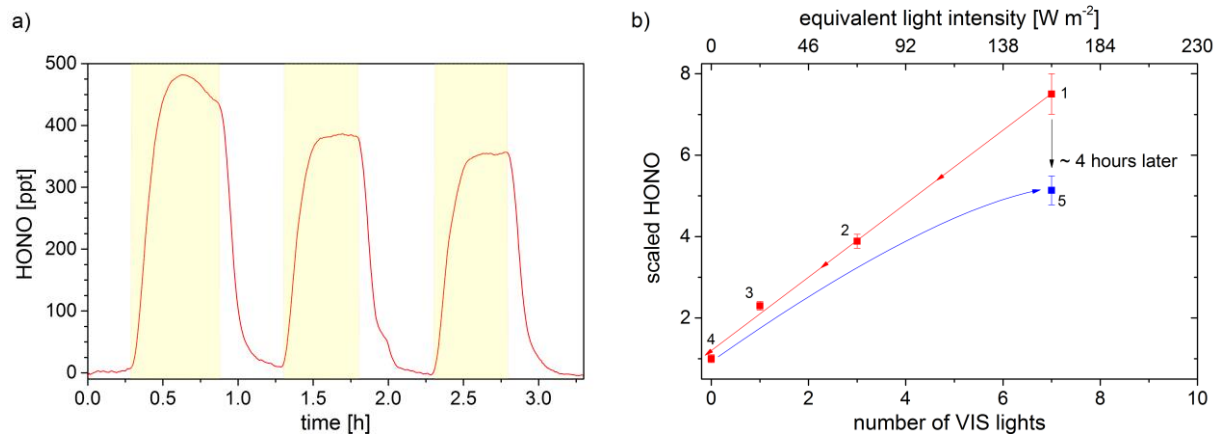 a)
500
400
300
200
100
0
HONO [ppt]
0.0 0.5 1.0 1.5 2.0 2.5 3.0
time [h]
b)
equivalent light intensity [W m⁻²]
0 46 92 138 184 230
8
6
4
2
scaled HONO
1
~ 4 hours later
5
2
3
4
0 2 4 6 8 10
number of VIS lights